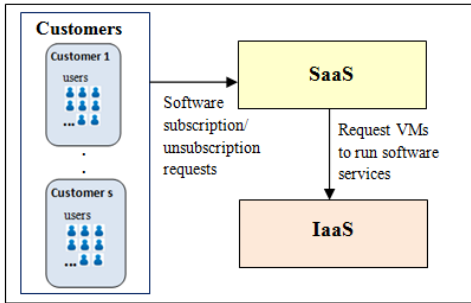 Customers
Customer 1
users
...
.
.
Customer s
users
...
Software
subscription/
unsubscription
requests
SaaS
Request VMs
to run software
services
IaaS